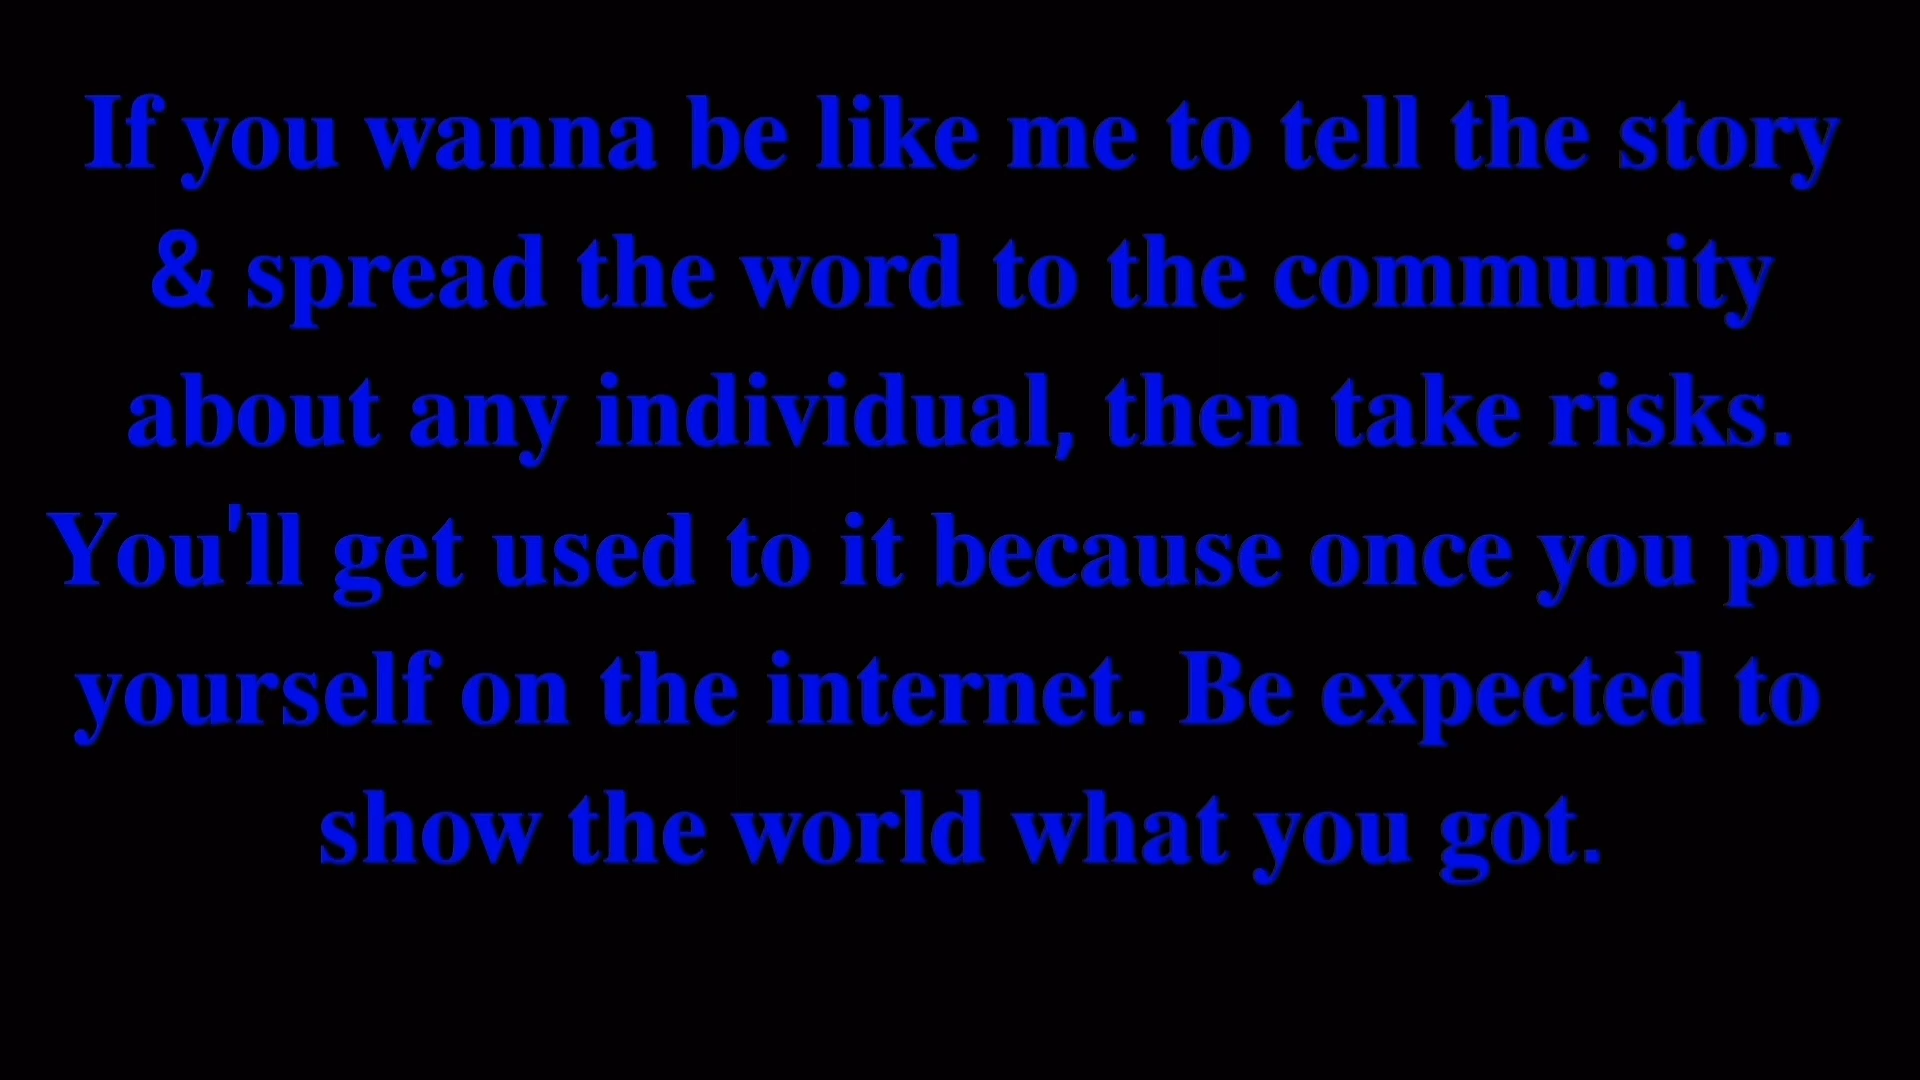 If you wanna be like me to tell the story
& spread the word to the community
about any individual, then take risks.
You'll get used to it because once you put
yourself on the internet. Be expected to
show the world what you got.